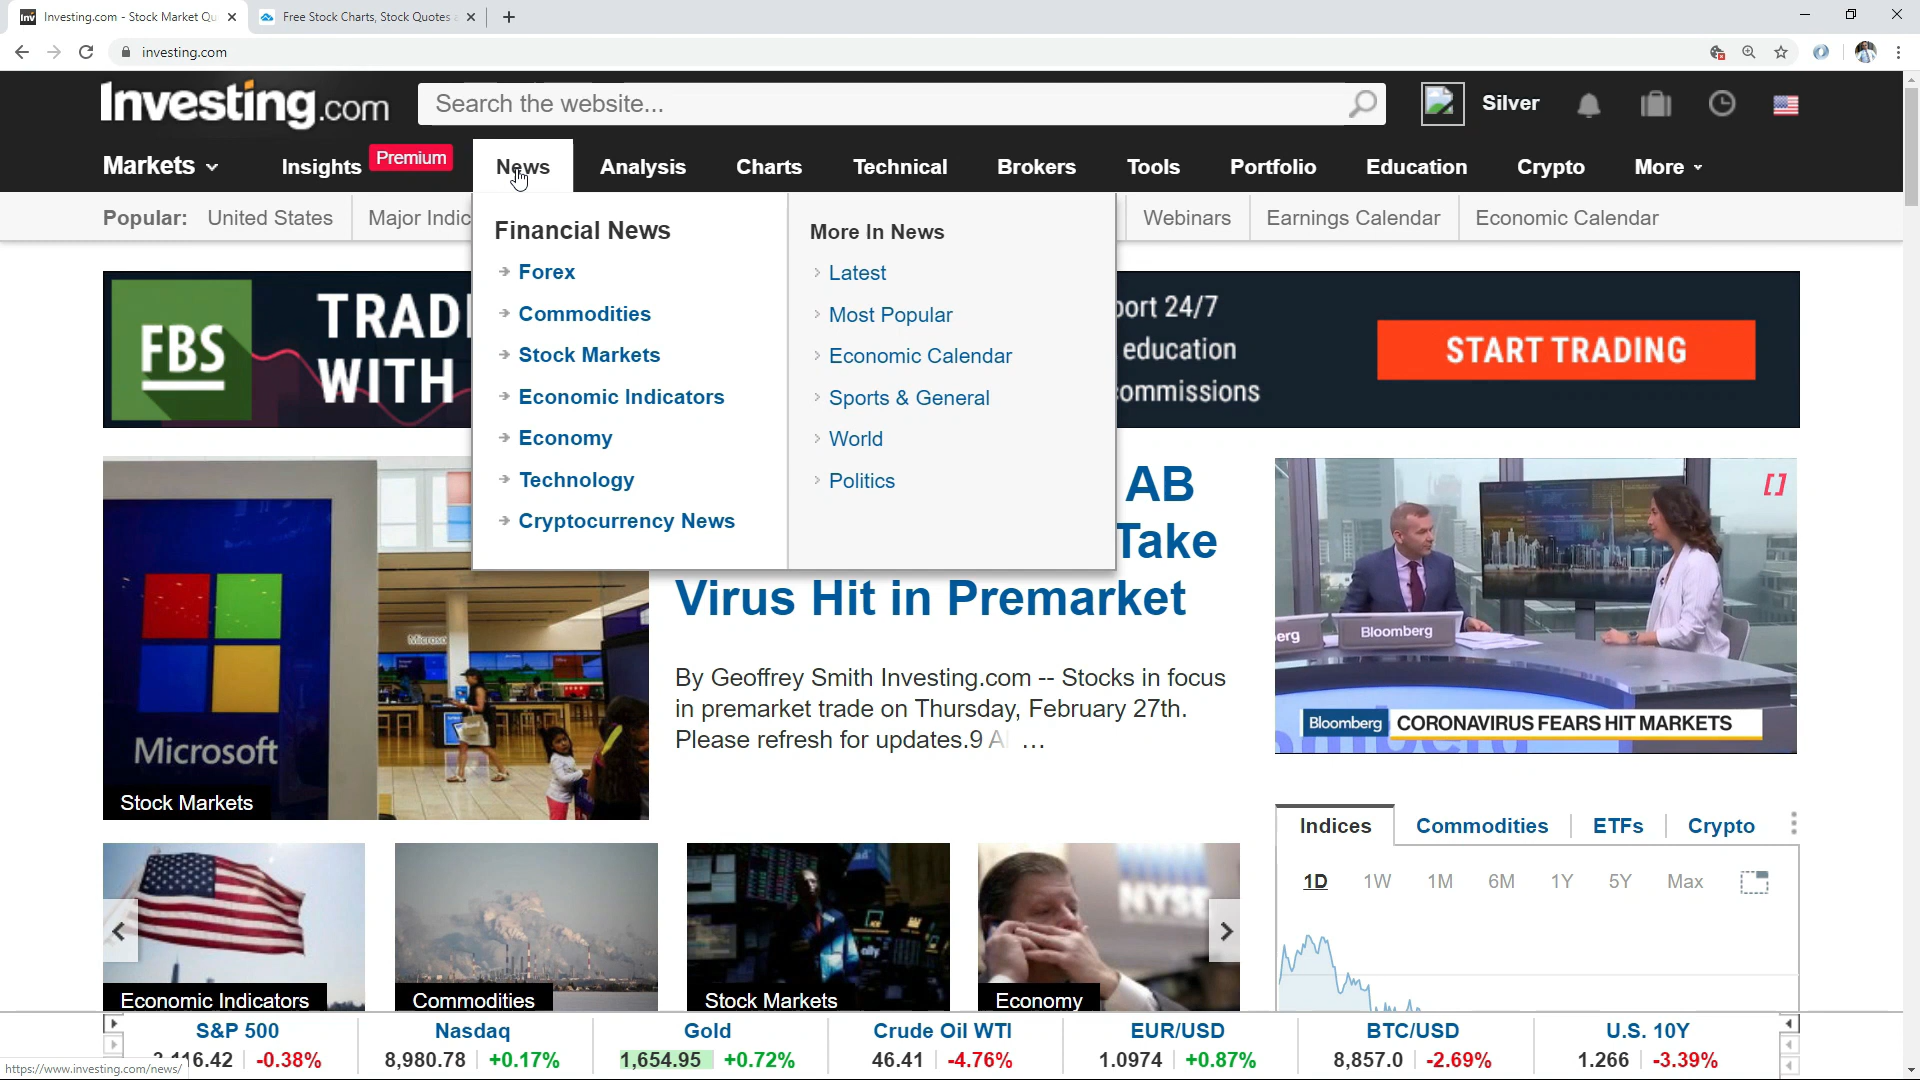 Investing.com - Stock Market Qu
Free Stock Charts, Stock Quotes a
investing.com
Investing.com
Search the website...
Silver
Markets
Insights
Premium
News
Analysis
Charts
Technical
Brokers
Tools
Portfolio
Education
Crypto
More
Popular:
United States
Major Indic
Webinars
Earnings Calendar
Economic Calendar
Financial News
Forex
Commodities
Stock Markets
Economic Indicators
Economy
Technology
Cryptocurrency News
More In News
Latest
Most Popular
Economic Calendar
Sports & General
World
Politics
FBS
TRAD
WITH
port 24/7
education
commissions
START TRADING
Microsoft
Stock Markets
AB
Take
Virus Hit in Premarket
By Geoffrey Smith Investing.com -- Stocks in focus
in premarket trade on Thursday, February 27th.
Please refresh for updates.9 A ...
erg
Bloomberg
Bloomberg CORONAVIRUS FEARS HIT MARKETS
Economic Indicators
Commodities
Stock Markets
NYSE
Economy
Indices
Commodities
ETFs
Crypto
1D 1W 1M 6M 1Y 5Y Max
S&P 500
16.42 -0.38%
Nasdaq
8,980.78 +0.17%
Gold
1,654.95 +0.72%
Crude Oil WTI
46.41 -4.76%
EUR/USD
1.0974 +0.87%
BTC/USD
8,857.0 -2.69%
U.S. 10Y
1.266 -3.39%
https://www.investing.com/news/